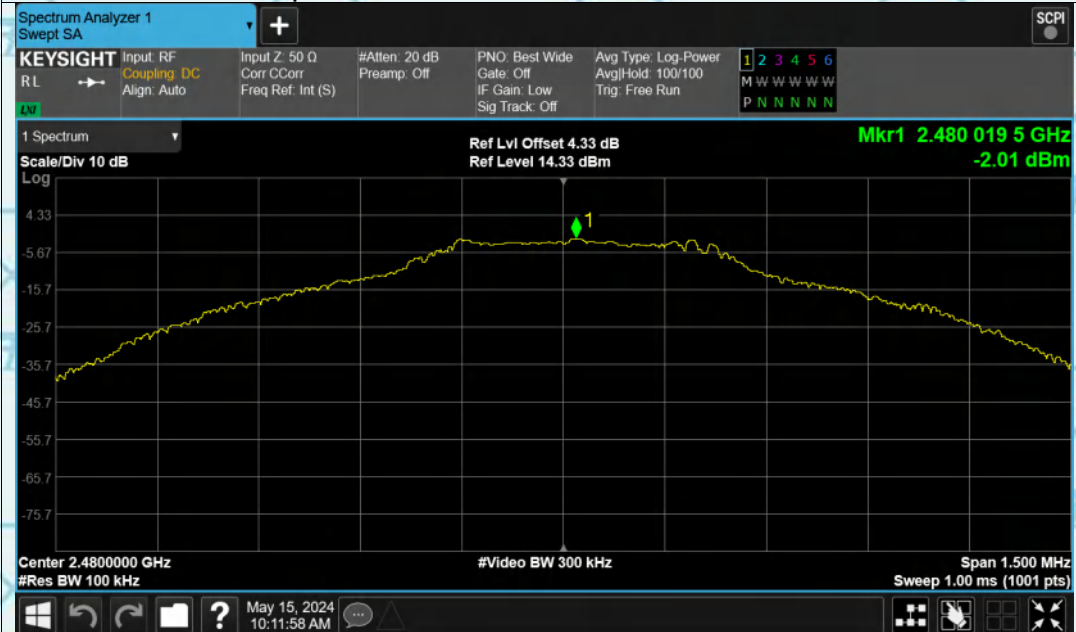 Spectrum Analyzer 1
Swept SA
▼
+
SCPI
KEYSIGHT
RL
LXI
Input: RF
Coupling: DC
Align: Auto
Input Z: 50 Ω
Corr CCorr
Freq Ref: Int (S)
#Atten: 20 dB
Preamp: Off
PNO: Best Wide
Gate: Off
IF Gain: Low
Sig Track: Off
Avg Type: Log-Power
Avg|Hold: 100/100
Trig: Free Run
1 2 3 4 5 6
M W W W W W
P N N N N N
1 Spectrum ▼
Scale/Div 10 dB
Log
Ref Lvl Offset 4.33 dB
Ref Level 14.33 dBm
Mkr1 2.480 019 5 GHz
-2.01 dBm
4.33
1
-5.67
-15.7
-25.7
-35.7
-45.7
-55.7
-65.7
-75.7
Center 2.4800000 GHz
#Video BW 300 kHz
Span 1.500 MHz
#Res BW 100 kHz
Sweep 1.00 ms (1001 pts)
?
May 15, 2024
10:11:58 AM